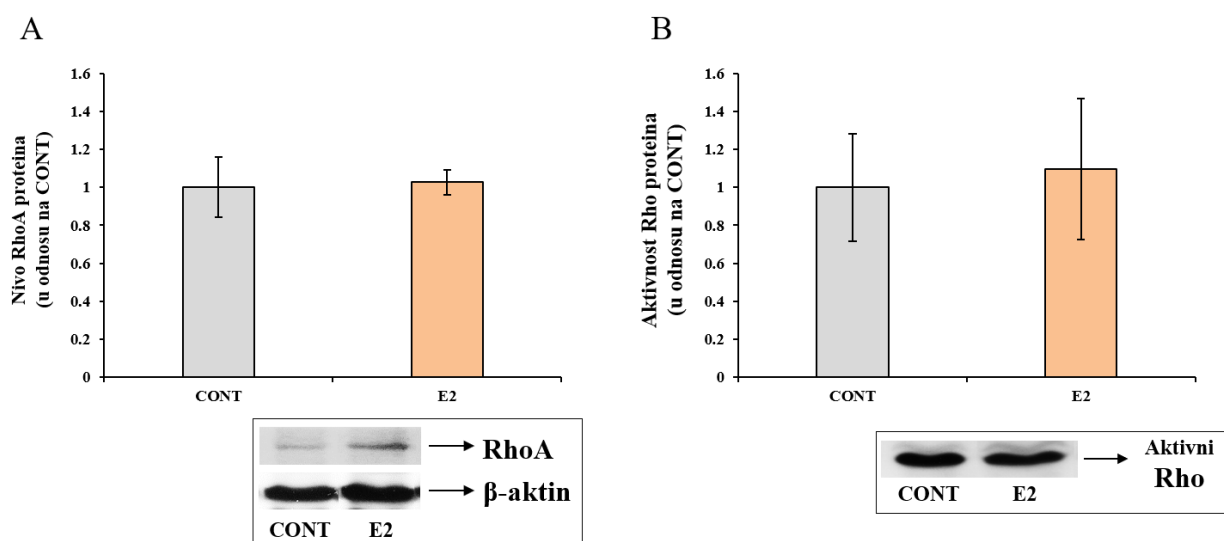 A
Nivo RhoA proteina
(u odnosu na CONT)
1.6
1.4
1.2
1
0.8
0.6
0.4
0.2
0
CONT
E2
RhoA
β-aktin
CONT
E2
B
Aktivnost Rho proteina
(u odnosu na CONT)
1.6
1.4
1.2
1
0.8
0.6
0.4
0.2
0
CONT
E2
Aktivni
Rho
CONT
E2